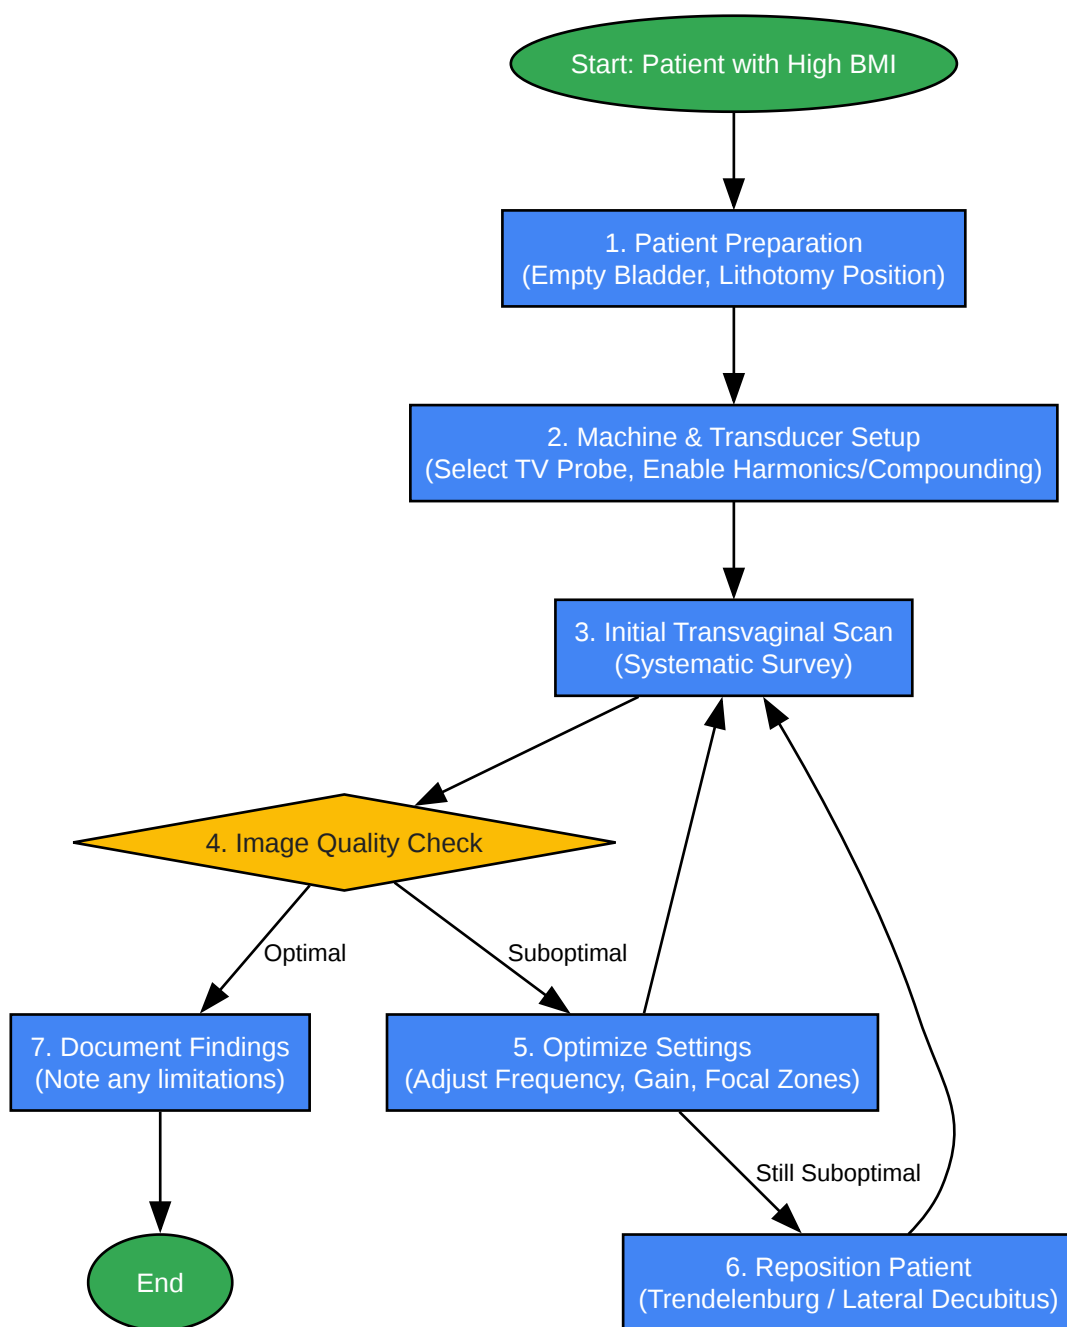 Start: Patient with High BMI
1. Patient Preparation
(Empty Bladder, Lithotomy Position)
2. Machine & Transducer Setup
(Select TV Probe, Enable Harmonics/Compounding)
3. Initial Transvaginal Scan
(Systematic Survey)
4. Image Quality Check
Optimal
Suboptimal
7. Document Findings
(Note any limitations)
5. Optimize Settings
(Adjust Frequency, Gain, Focal Zones)
Still Suboptimal
End
6. Reposition Patient
(Trendelenburg / Lateral Decubitus)